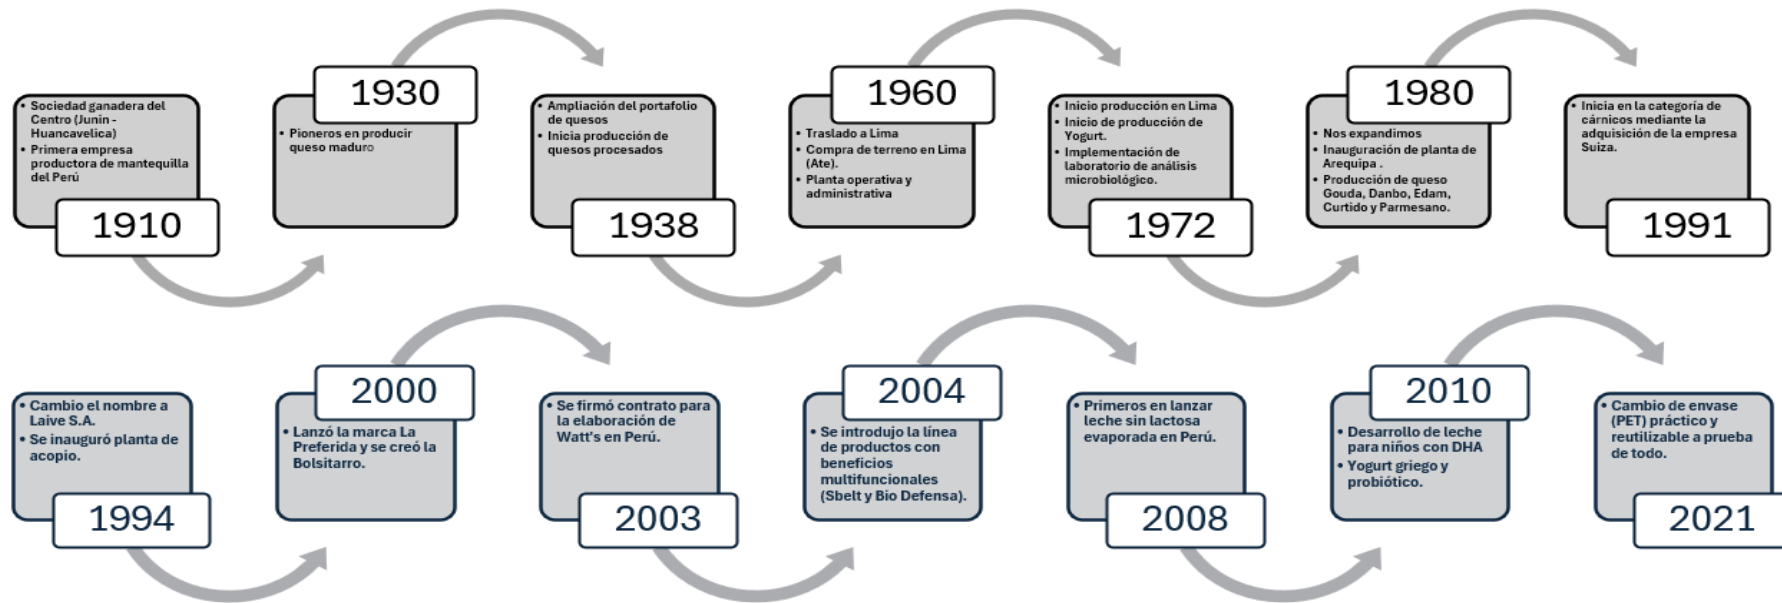 • Sociedad ganadera del
Centro (Junin -
Huancavelica)
• Primera empresa
productora de mantequilla
del Perú
1910
1930
• Pioneros en producir
queso maduro
• Ampliación del portafolio
de quesos
• Inicia producción de
quesos procesados
1938
1960
• Traslado a Lima
• Compra de terreno en Lima
(Ate).
• Planta operativa y
administrativa
• Inicio producción en Lima
• Inicio de producción de
Yogurt.
• Implementación de
laboratorio de análisis
microbiológico.
1972
1980
• Nos expandimos
• Inauguración de planta de
Arequipa .
• Producción de queso
Gouda, Danbo, Edam,
Curtido y Parmesano.
• Inicia en la categoría de
cárnicos mediante la
adquisición de la empresa
Suiza.
1991
• Cambio el nombre a
Laive S.A.
• Se inauguró planta de
acopio.
1994
2000
• Lanzó la marca La
Preferida y se creó la
Bolsitarro.
• Se firmó contrato para
la elaboración de
Watt's en Perú.
2003
2004
• Se introdujo la línea
de productos con
beneficios
multifuncionales
(Sbelt y Bio Defensa).
• Primeros en lanzar
leche sin lactosa
evaporada en Perú.
2008
2010
• Desarrollo de leche
para niños con DHA
• Yogurt griego y
probiótico.
• Cambio de envase
(PET) práctico y
reutilizable a prueba
de todo.
2021